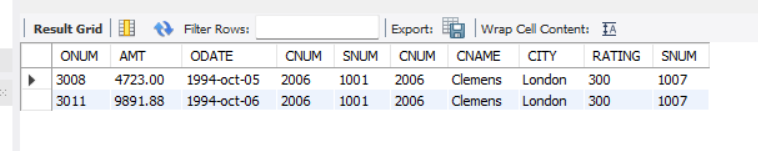 Result Grid Filter Rows: Export: Wrap Cell Content: IA
ONUM AMT ODATE CNUM SNUM CNUM CNAME CITY RATING SNUM
3008 4723.00 1994-oct-05 2006 1001 2006 Clemens London 300 1007
3011 9891.88 1994-oct-06 2006 1001 2006 Clemens London 300 1007